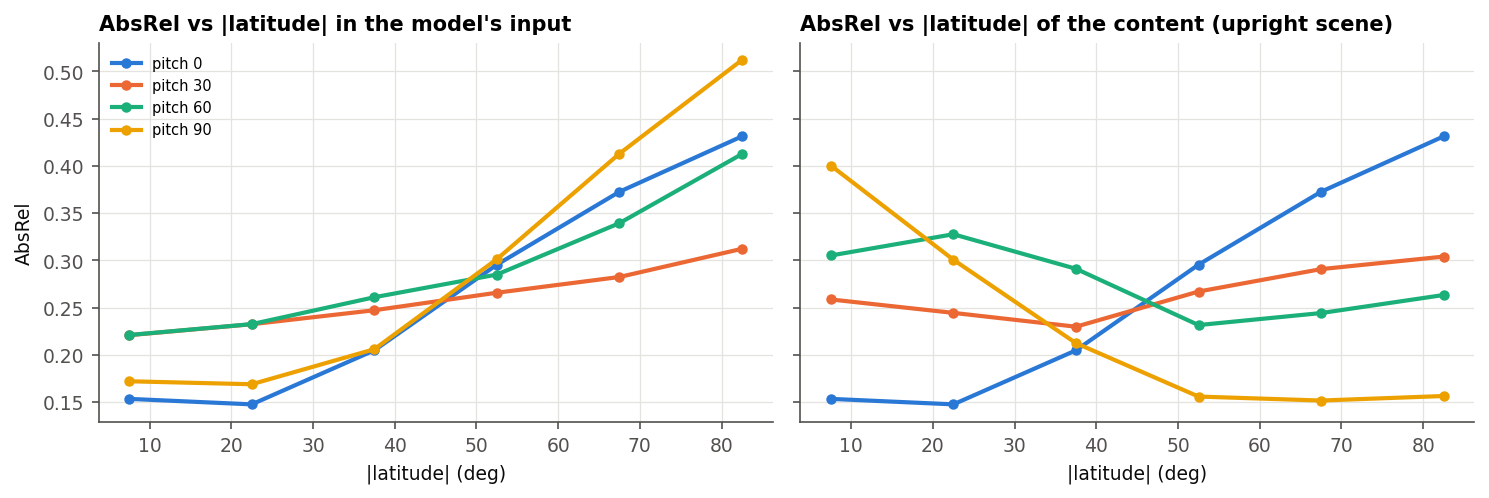 AbsRel vs |latitude| in the model's input
AbsRel vs |latitude| of the content (upright scene)
pitch 0
pitch 30
pitch 60
pitch 90
AbsRel
0.50
0.45
0.40
0.35
0.30
0.25
0.20
0.15
10 20 30 40 50 60 70 80
10 20 30 40 50 60 70 80
|latitude| (deg)
|latitude| (deg)